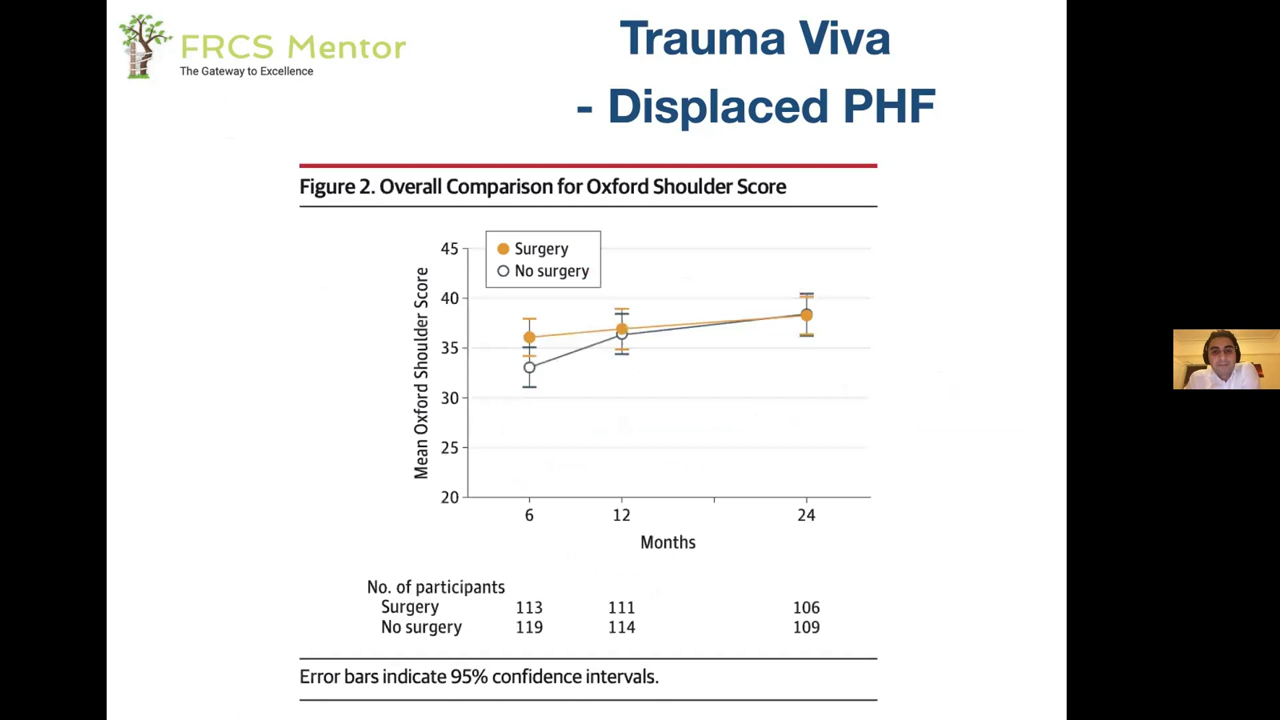 FRCS Mentor
The Gateway to Excellence
Trauma Viva
- Displaced PHF
Figure 2. Overall Comparison for Oxford Shoulder Score
Surgery
No surgery
45
40
35
30
25
20
Mean Oxford Shoulder Score
6 12 24
Months
No. of participants
Surgery 113 111 106
No surgery 119 114 109
Error bars indicate 95% confidence intervals.